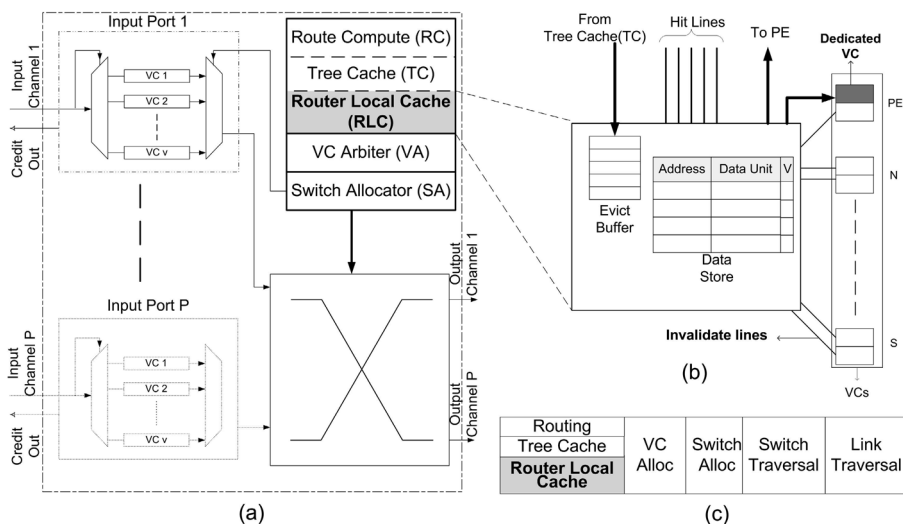 Input Port 1
Input
Channel 1
Credit
Out
VC 1
VC 2
VC v
Route Compute (RC)
Tree Cache (TC)
Router Local Cache
(RLC)
VC Arbiter (VA)
Switch Allocator (SA)
Input Port P
Input
Channel P
Credit
Out
VC 1
VC 2
VC v
Output
Channel 1
Output
Channel P
(a)
From
Tree Cache(TC)
Hit Lines
To PE
Dedicated
VC
PE
N
S
VCs
Evict
Buffer
Address
Data Unit
V
Data
Store
Invalidate lines
(b)
Routing
Tree Cache
Router Local
Cache
VC
Alloc
Switch
Alloc
Switch
Traversal
Link
Traversal
(c)